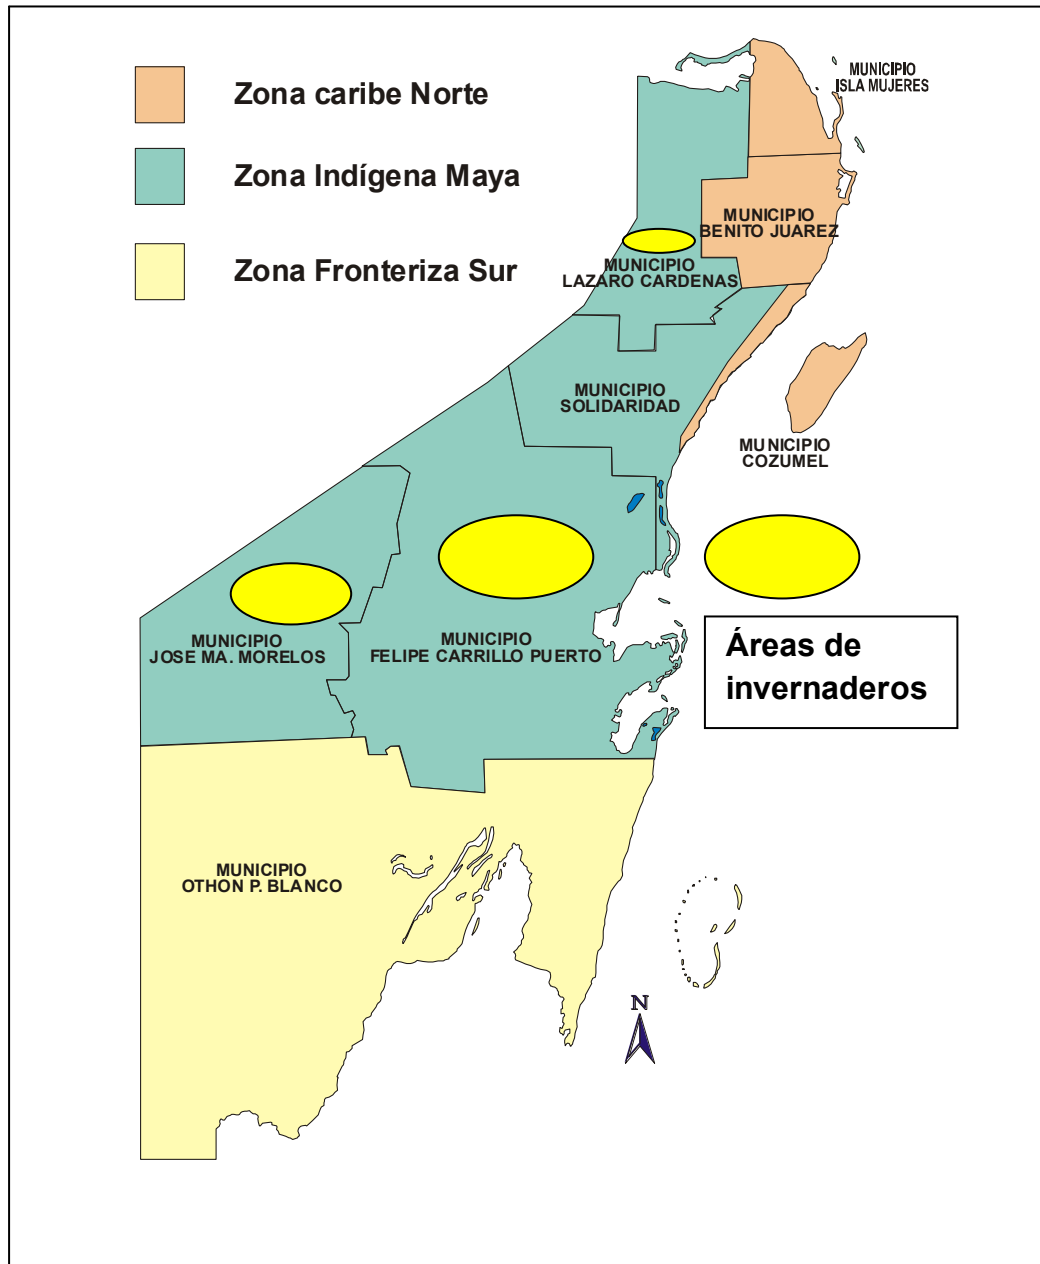 Zona caribe Norte
Zona Indígena Maya
Zona Fronteriza Sur
MUNICIPIO
ISLA MUJERES
MUNICIPIO
BENITO JUAREZ
MUNICIPIO
LAZARO CARDENAS
MUNICIPIO
SOLIDARIDAD
MUNICIPIO
COZUMEL
MUNICIPIO
JOSE MA. MORELOS
MUNICIPIO
FELIPE CARRILLO PUERTO
Áreas de
invernaderos
MUNICIPIO
OTHON P. BLANCO
N